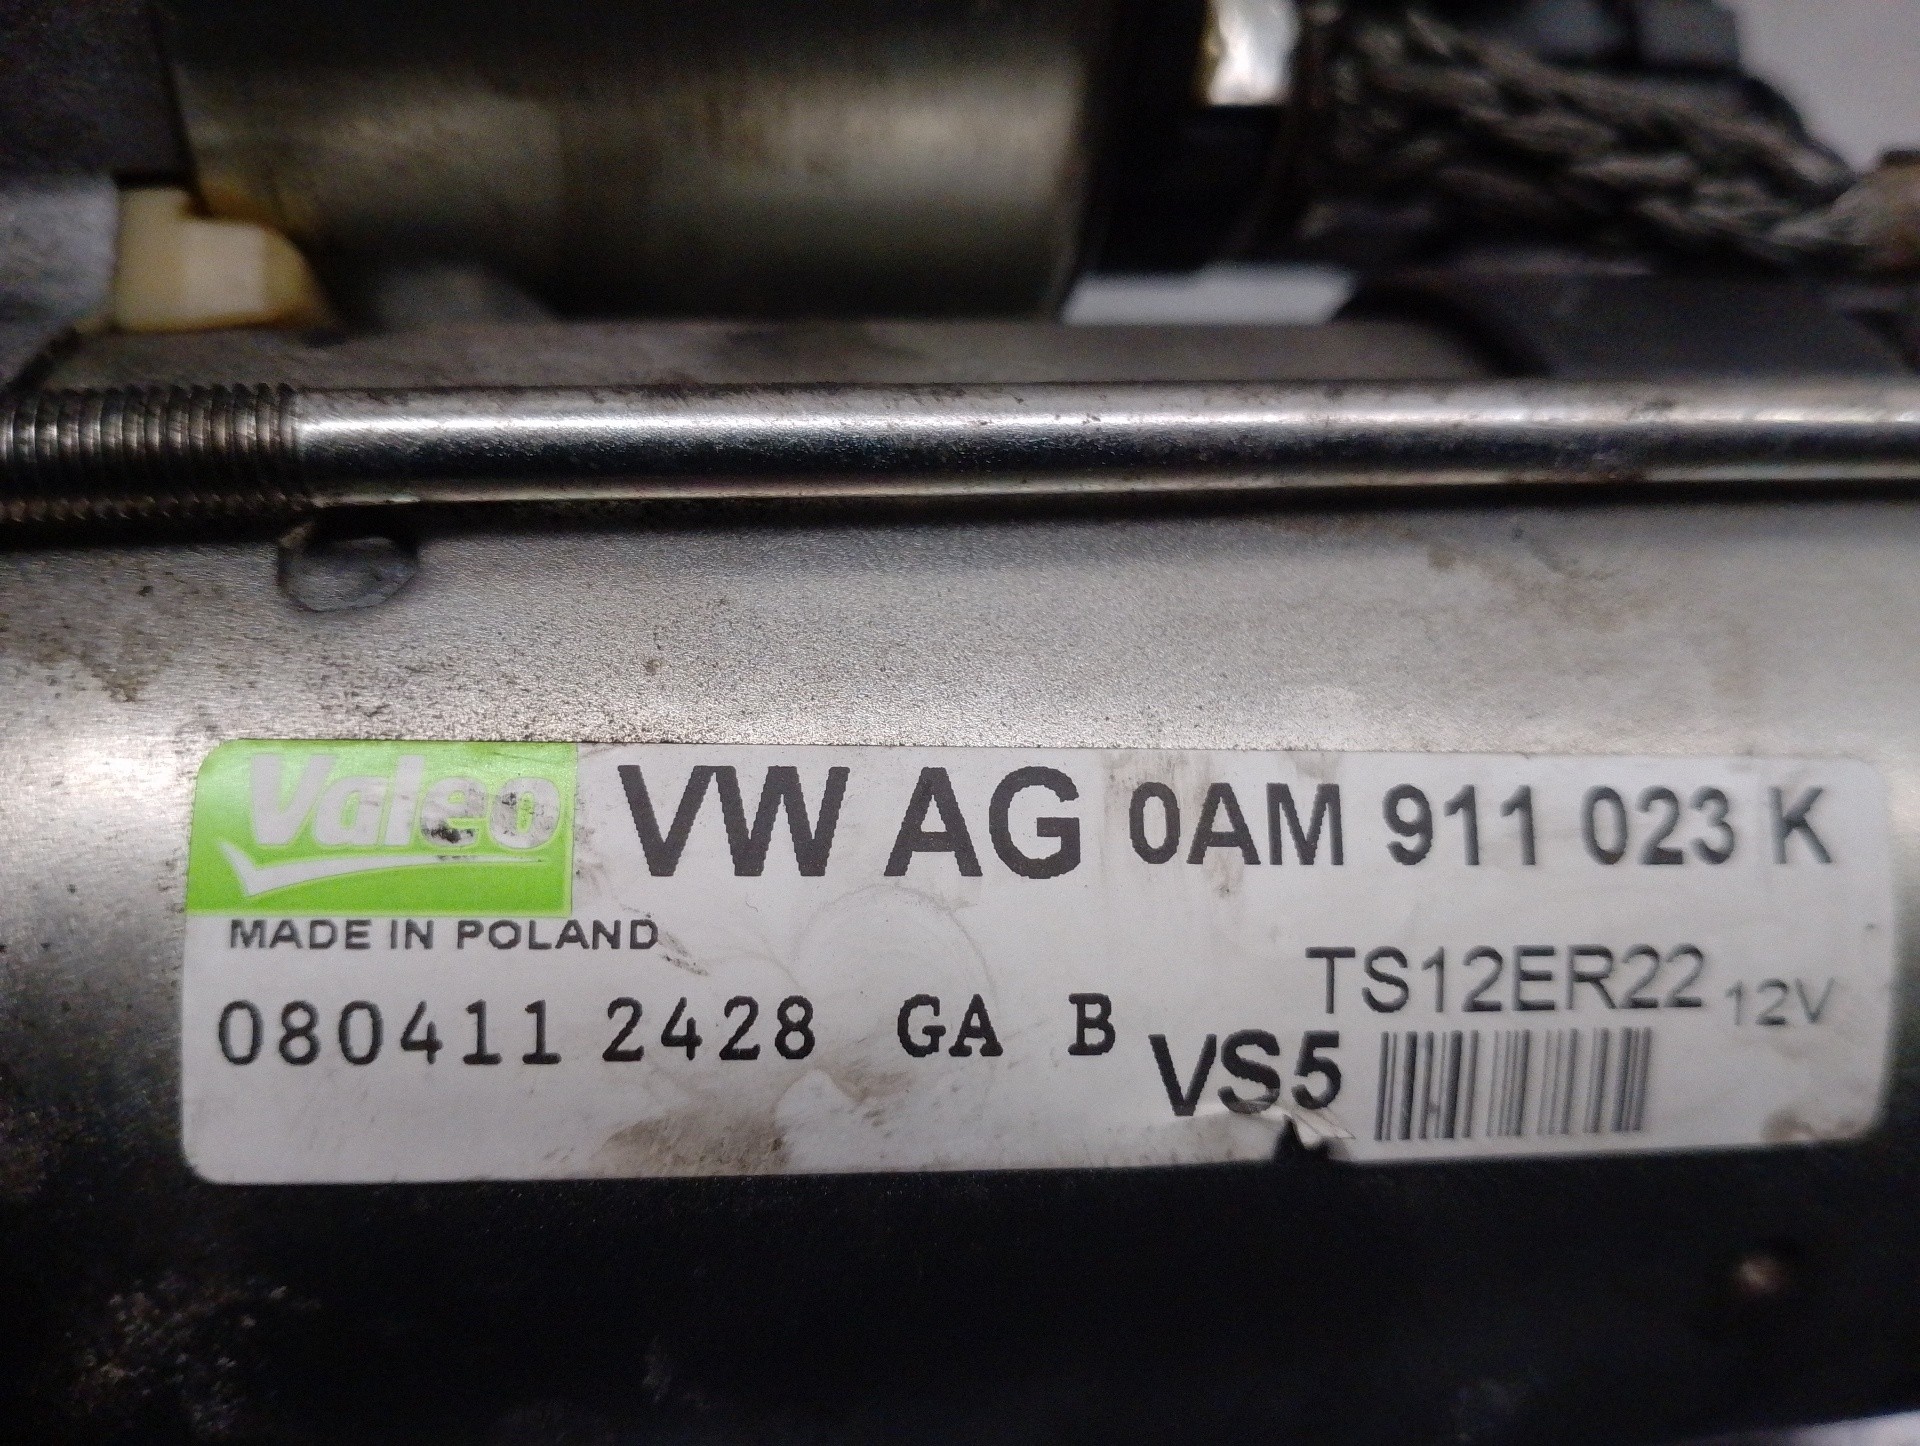 Valeo VW AG 0AM 911 023 K
MADE IN POLAND
TS12ER22 12V
080411 2428 GA B
VS5